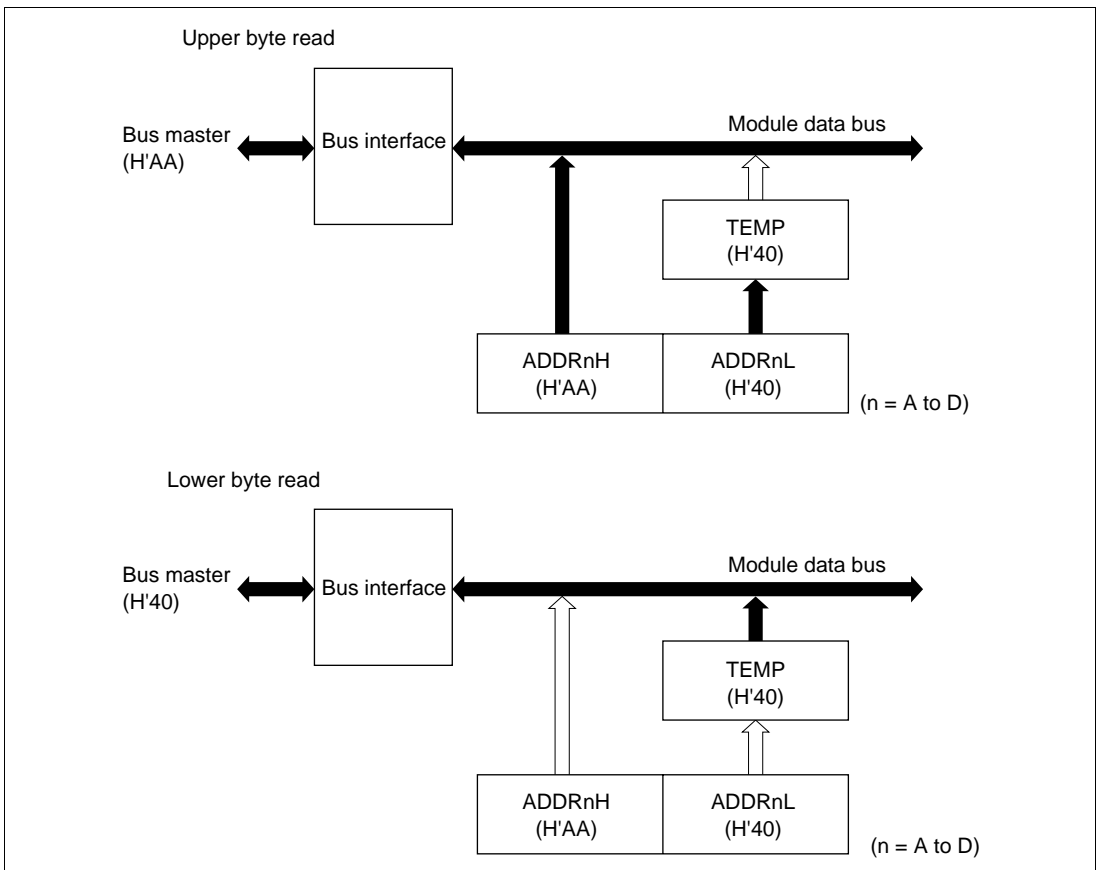 Upper byte read
Bus master
(H'AA)
Bus interface
Module data bus
TEMP
(H'40)
ADDRnH
(H'AA)
ADDRnL
(H'40)
(n = A to D)
Lower byte read
Bus master
(H'40)
Bus interface
Module data bus
TEMP
(H'40)
ADDRnH
(H'AA)
ADDRnL
(H'40)
(n = A to D)